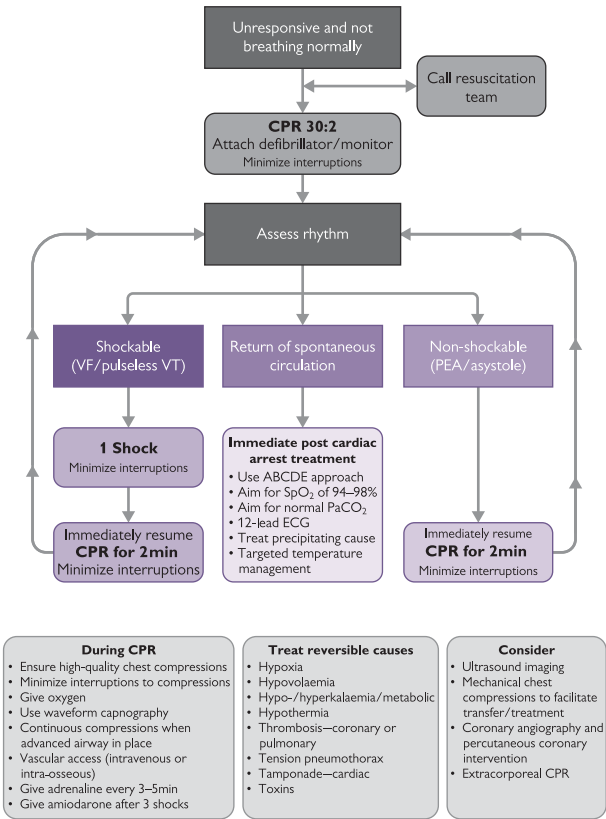 Unresponsive and not
breathing normally
Call resuscitation
team
CPR 30:2
Attach defibrillator/monitor
Minimize interruptions
Assess rhythm
Shockable
(VF/pulseless VT)
Return of spontaneous
circulation
Non-shockable
(PEA/asystole)
1 Shock
Minimize interruptions
Immediate post cardiac
arrest treatment
• Use ABCDE approach
• Aim for SpO₂ of 94–98%
• Aim for normal PaCO₂
• 12-lead ECG
• Treat precipitating cause
• Targeted temperature
management
Immediately resume
CPR for 2min
Minimize interruptions
Immediately resume
CPR for 2min
Minimize interruptions
During CPR
• Ensure high-quality chest compressions
• Minimize interruptions to compressions
• Give oxygen
• Use waveform capnography
• Continuous compressions when
advanced airway in place
• Vascular access (intravenous or
intra-osseous)
• Give adrenaline every 3–5min
• Give amiodarone after 3 shocks
Treat reversible causes
• Hypoxia
• Hypovolaemia
• Hypo-/hyperkalaemia/metabolic
• Hypothermia
• Thrombosis—coronary or
pulmonary
• Tension pneumothorax
• Tamponade—cardiac
• Toxins
Consider
• Ultrasound imaging
• Mechanical chest
compressions to facilitate
transfer/treatment
• Coronary angiography and
percutaneous coronary
intervention
• Extracorporeal CPR